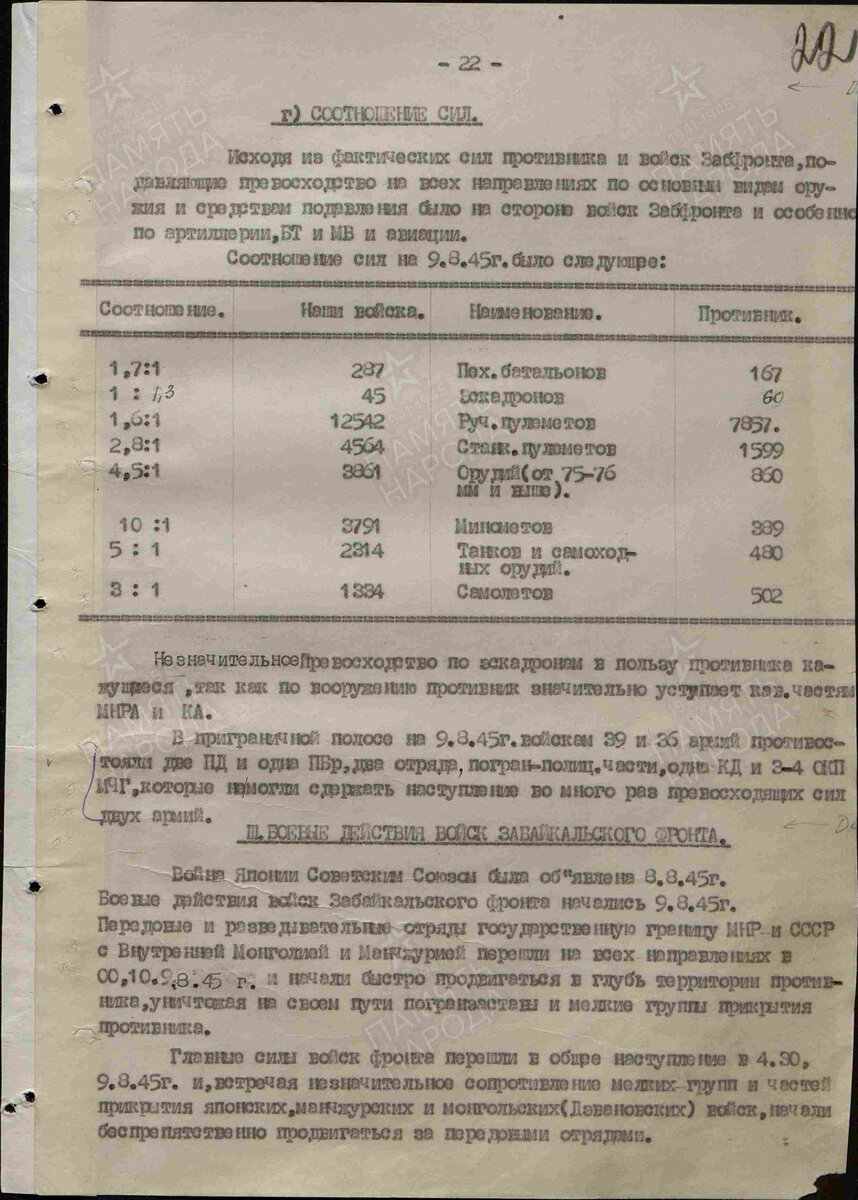 22
- 22 -
г) СООТНОШЕНИЕ СИЛ.
Исходя из фактических сил противника и войск Забфронта,по-
давляющие превосходство на всех направлениях по основным видам ору-
жия и средствам подавления было на стороне войск Забфронта и особенно
по артиллерии,БТ и МВ и авиации.
Соотношение сил на 9.8.45г.было следующее:
Соотношение. Наши войска. Наименование. Противник.
1,7:1 287 Пех.батальонов 167
1 : 1,3 45 Эскадронов 60
1,6:1 12542 Руч.пулеметов 7857.
2,8:1 4564 Станк.пулеметов 1599
4,5:1 3861 Орудий(от 75-76 860
мм и выше).
10 :1 3791 Минометов 389
5 : 1 2314 Танков и самоход- 480
ных орудий.
3 : 1 1334 Самолетов 502
НезначительноеПревосходство по эскадронам в пользу противника ка-
жущиеся ,так как по вооружению противник значительно уступает кав.частям
МНРА и КА.
В приграничной полосе на 9.8.45г.войскам 39 и 36 армий противос-
тояли две ПД и одна ПБр,два отряда,погран-полиц.части,одна КД и 3-4 ОКП
МЧГ,которые немогли сдержать наступление во много раз превосходящих сил
двух армий.
Ш.БОЕВЫЕ ДЕЙСТВИЯ ВОЙСК ЗАБАЙКАЛЬСКОГО ФРОНТА.
Война Японии Советским Союзом была об"явлена 8.8.45г.
Боевые действия войск Забайкальского фронта начались 9.8.45г.
Передовые и разведывательные отряды государственную границу МНР и СССР
с Внутренней Монголией и Манчжурией перешли на всех направлениях в
00,10.9.8.45 г. и начали быстро продвигаться в глубь территории против-
ника,уничтожая на своем пути погранзаставы и мелкие группы прикрытия
противника.
Главные силы войск фронта перешли в общее наступление в 4.30,
9.8.45г. и,встречая незначительное сопротивление мелких групп и частей
прикрытия японских,манчжурских и монгольских(Дэвановских) войск,начали
беспрепятственно продвигаться за передовыми отрядами.